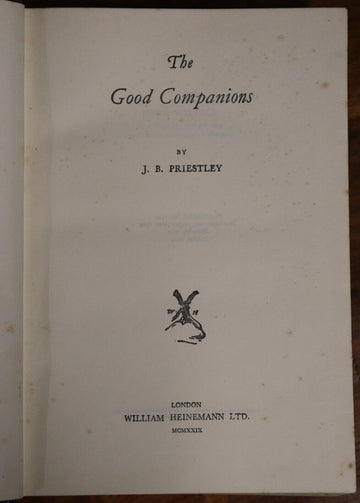 The
Good Companions
BY
J. B. PRIESTLEY
W H
LONDON
WILLIAM HEINEMANN LTD.
MCMXXIX